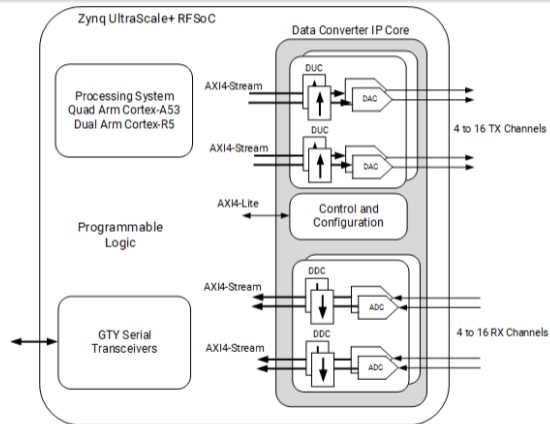 Zynq UltraScale+ RFSoC
Data Converter IP Core
Processing System
Quad Arm Cortex-A53
Dual Arm Cortex-R5
AXI4-Stream
DUC
DAC
4 to 16 TX Channels
AXI4-Stream
DUC
DAC
AXI4-Lite
Control and
Configuration
Programmable
Logic
AXI4-Stream
DDC
ADC
GTY Serial
Transceivers
4 to 16 RX Channels
AXI4-Stream
DDC
ADC